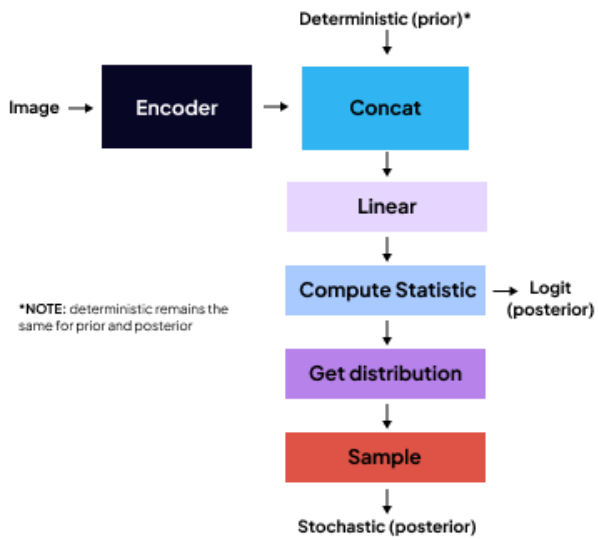 Deterministic (prior)*
Image
Encoder
Concat
Linear
Compute Statistic
Logit
(posterior)
*NOTE: deterministic remains the
same for prior and posterior
Get distribution
Sample
Stochastic (posterior)